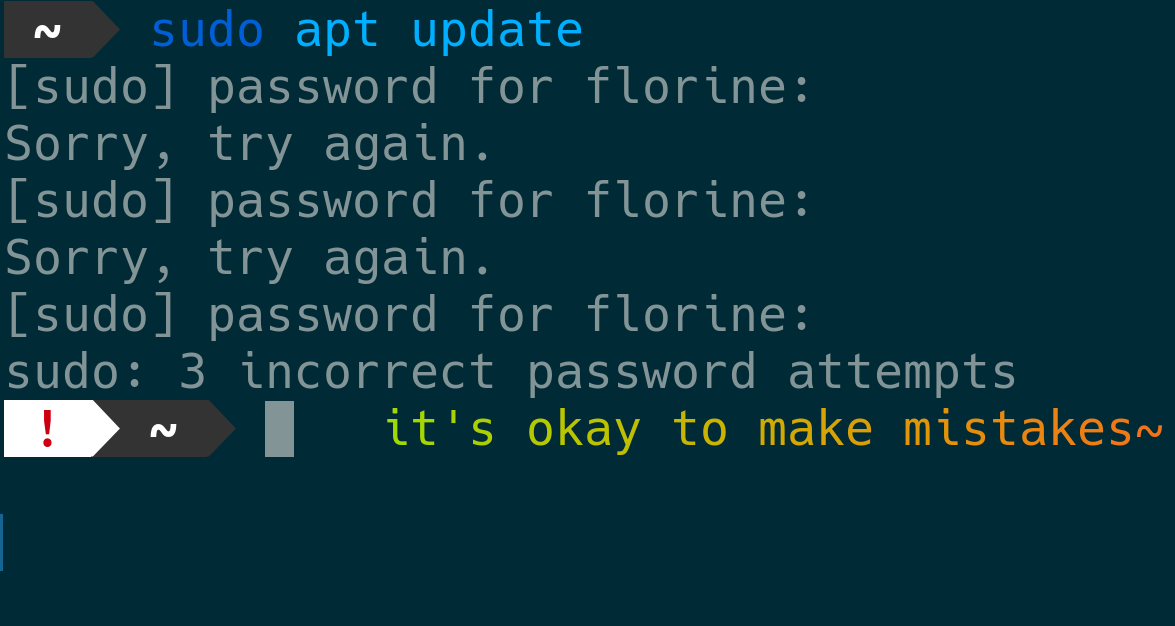 ~ sudo apt update
[sudo] password for florine:
Sorry, try again.
[sudo] password for florine:
Sorry, try again.
[sudo] password for florine:
sudo: 3 incorrect password attempts
! ~ it's okay to make mistakes~